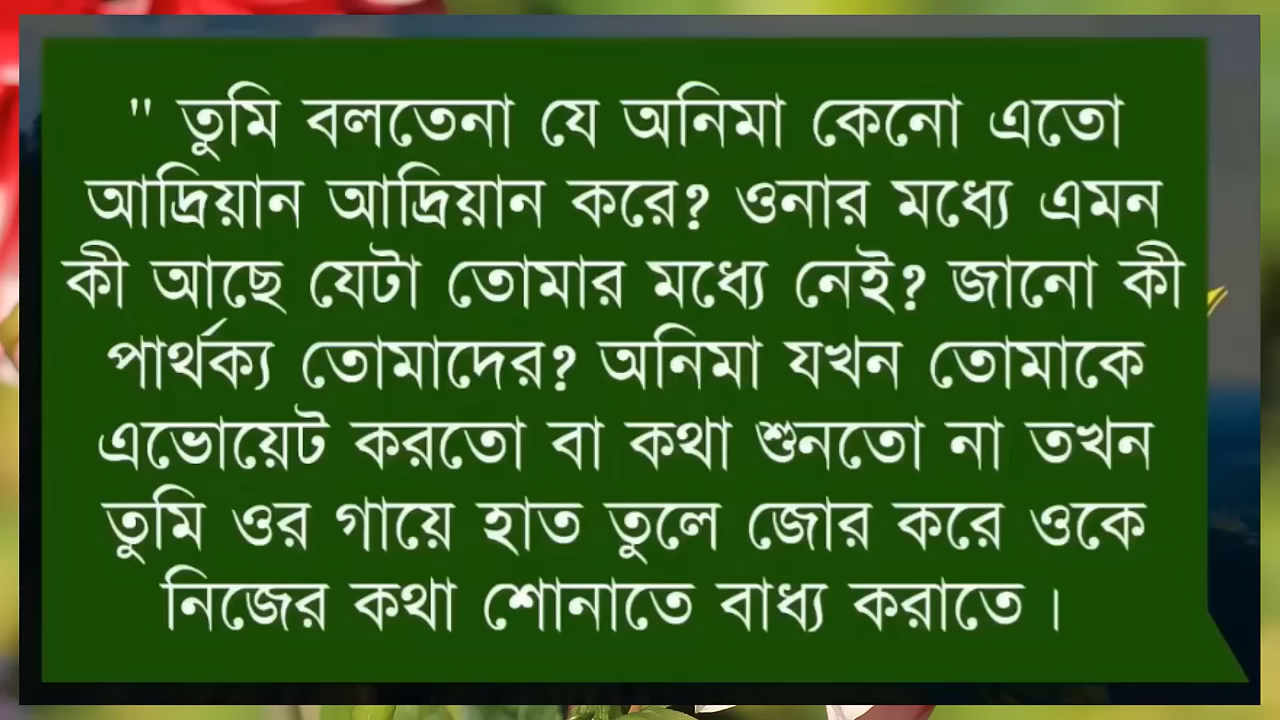 " তুমি বলতেনা যে অনিমা কেনো এতো
আদ্রিয়ান আদ্রিয়ান করে? ওনার মধ্যে এমন
কী আছে যেটা তোমার মধ্যে নেই? জানো কী
পার্থক্য তোমাদের? অনিমা যখন তোমাকে
এভোয়েট করতো বা কথা শুনতো না তখন
তুমি ওর গায়ে হাত তুলে জোর করে ওকে
নিজের কথা শোনাতে বাধ্য করাতে।